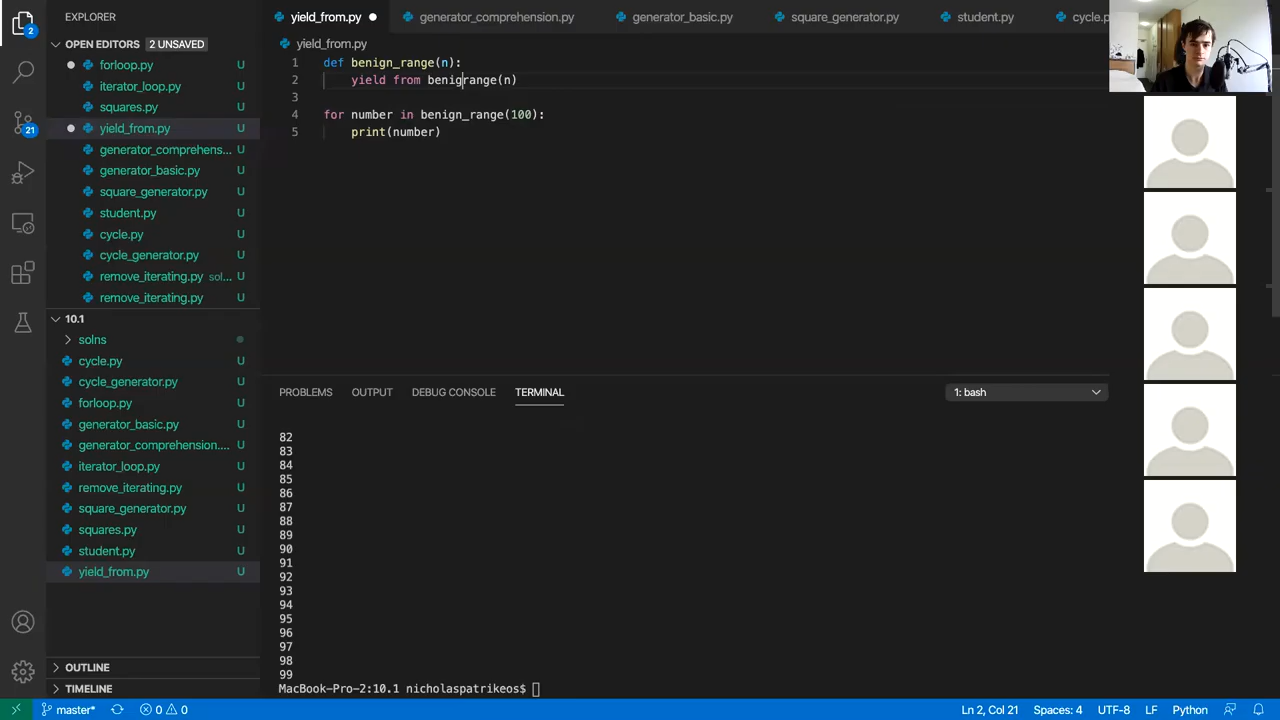 EXPLORER
OPEN EDITORS 2 UNSAVED
forloop.py U
iterator_loop.py U
squares.py U
yield_from.py U
generator_comprehens... U
generator_basic.py U
square_generator.py U
student.py U
cycle.py U
cycle_generator.py U
remove_iterating.py sol... U
remove_iterating.py U
10.1
solns
cycle.py U
cycle_generator.py U
forloop.py U
generator_basic.py U
generator_comprehension.... U
iterator_loop.py U
remove_iterating.py U
square_generator.py U
squares.py U
student.py U
yield_from.py U
OUTLINE
TIMELINE
2
21
yield_from.py generator_comprehension.py generator_basic.py square_generator.py student.py cycle.p
yield_from.py
1 def benign_range(n):
2 yield from benigrange(n)
3
4 for number in benign_range(100):
5 print(number)
PROBLEMS OUTPUT DEBUG CONSOLE TERMINAL 1: bash
82
83
84
85
86
87
88
89
90
91
92
93
94
95
96
97
98
99
MacBook-Pro-2:10.1 nicholaspatrikeos$
master* 0 0 Ln 2, Col 21 Spaces: 4 UTF-8 LF Python